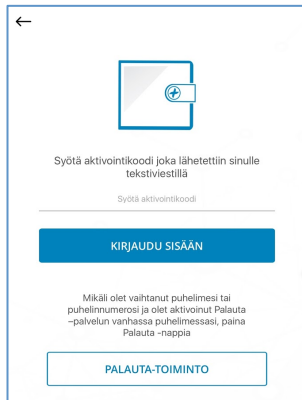 Syötä aktivointikoodi joka lähetettiin sinulle
tekstiviestillä
Syötä aktivointikoodi
KIRJAUDU SISÄÄN
Mikäli olet vaihtanut puhelimesi tai
puhelinnumerosi ja olet aktivoinut Palauta
–palvelun vanhassa puhelimessasi, paina
Palauta -nappia
PALAUTA-TOIMINTO